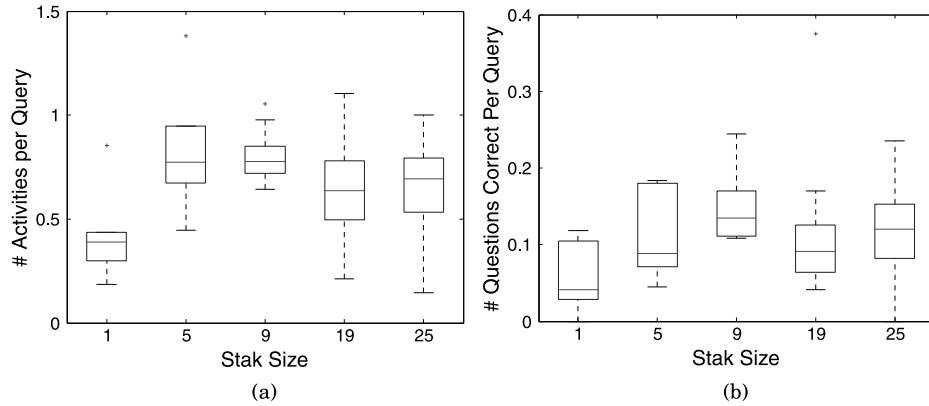 1.5
1
0.5
0
# Activities per Query
1 5 9 19 25
Stak Size
(a)
0.4
0.3
0.2
0.1
0
# Questions Correct Per Query
1 5 9 19 25
Stak Size
(b)